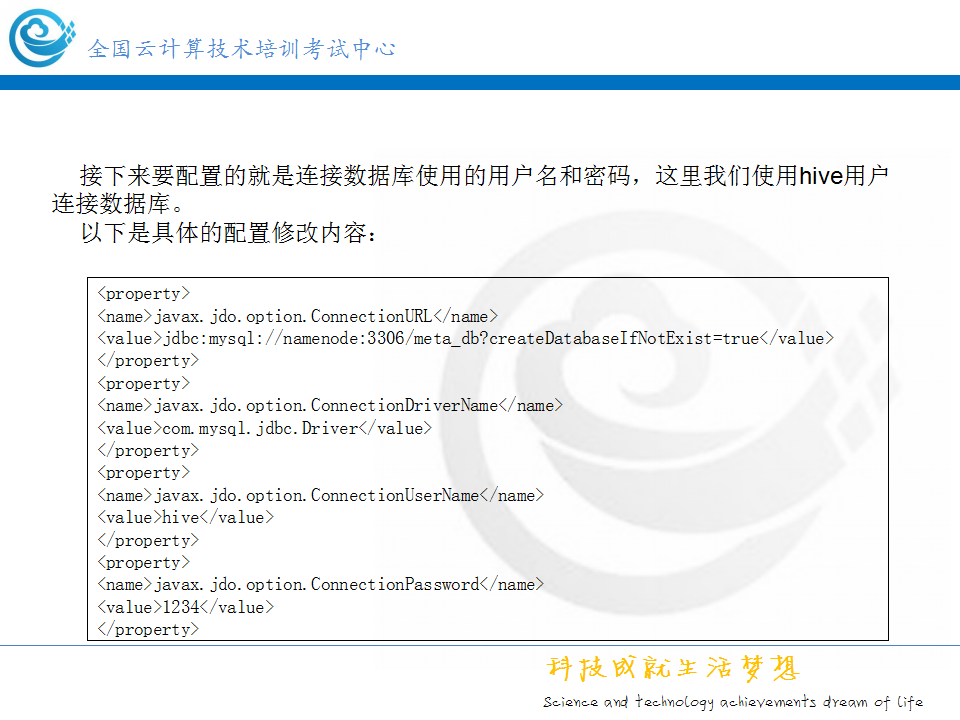 全国云计算技术培训考试中心
接下来要配置的就是连接数据库使用的用户名和密码，这里我们使用hive用户
连接数据库。
以下是具体的配置修改内容：
<property>
<name>javax.jdo.option.ConnectionURL</name>
<value>jdbc:mysql://namenode:3306/meta_db?createDatabaseIfNotExist=true</value>
</property>
<property>
<name>javax.jdo.option.ConnectionDriverName</name>
<value>com.mysql.jdbc.Driver</value>
</property>
<property>
<name>javax.jdo.option.ConnectionUserName</name>
<value>hive</value>
</property>
<property>
<name>javax.jdo.option.ConnectionPassword</name>
<value>1234</value>
</property>
科技成就生活梦想
Science and technology achievements dream of life